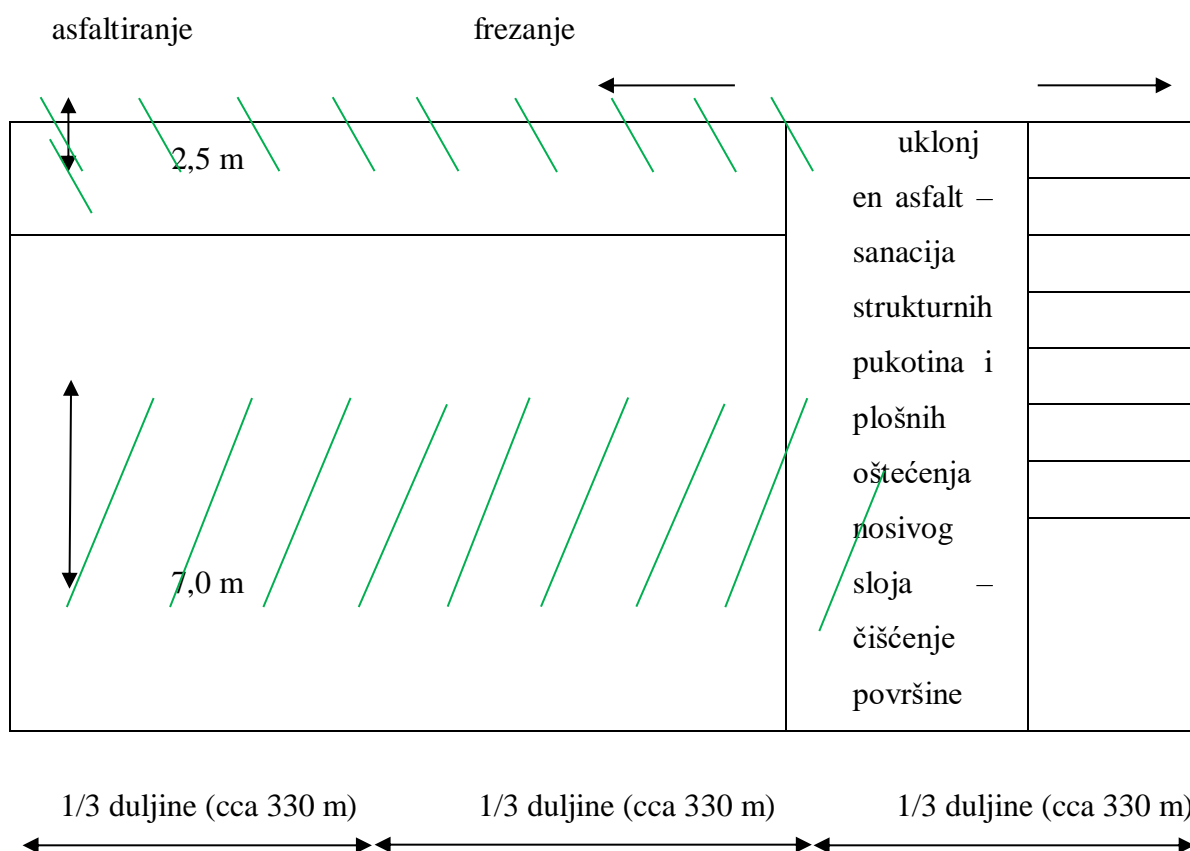 asfaltiranje frezanje
2,5 m
uklonj
en asfalt –
sanacija
strukturnih
pukotina i
plošnih
oštećenja
nosivog
sloja –
čišćenje
površine
7,0 m
1/3 duljine (cca 330 m) 1/3 duljine (cca 330 m) 1/3 duljine (cca 330 m)